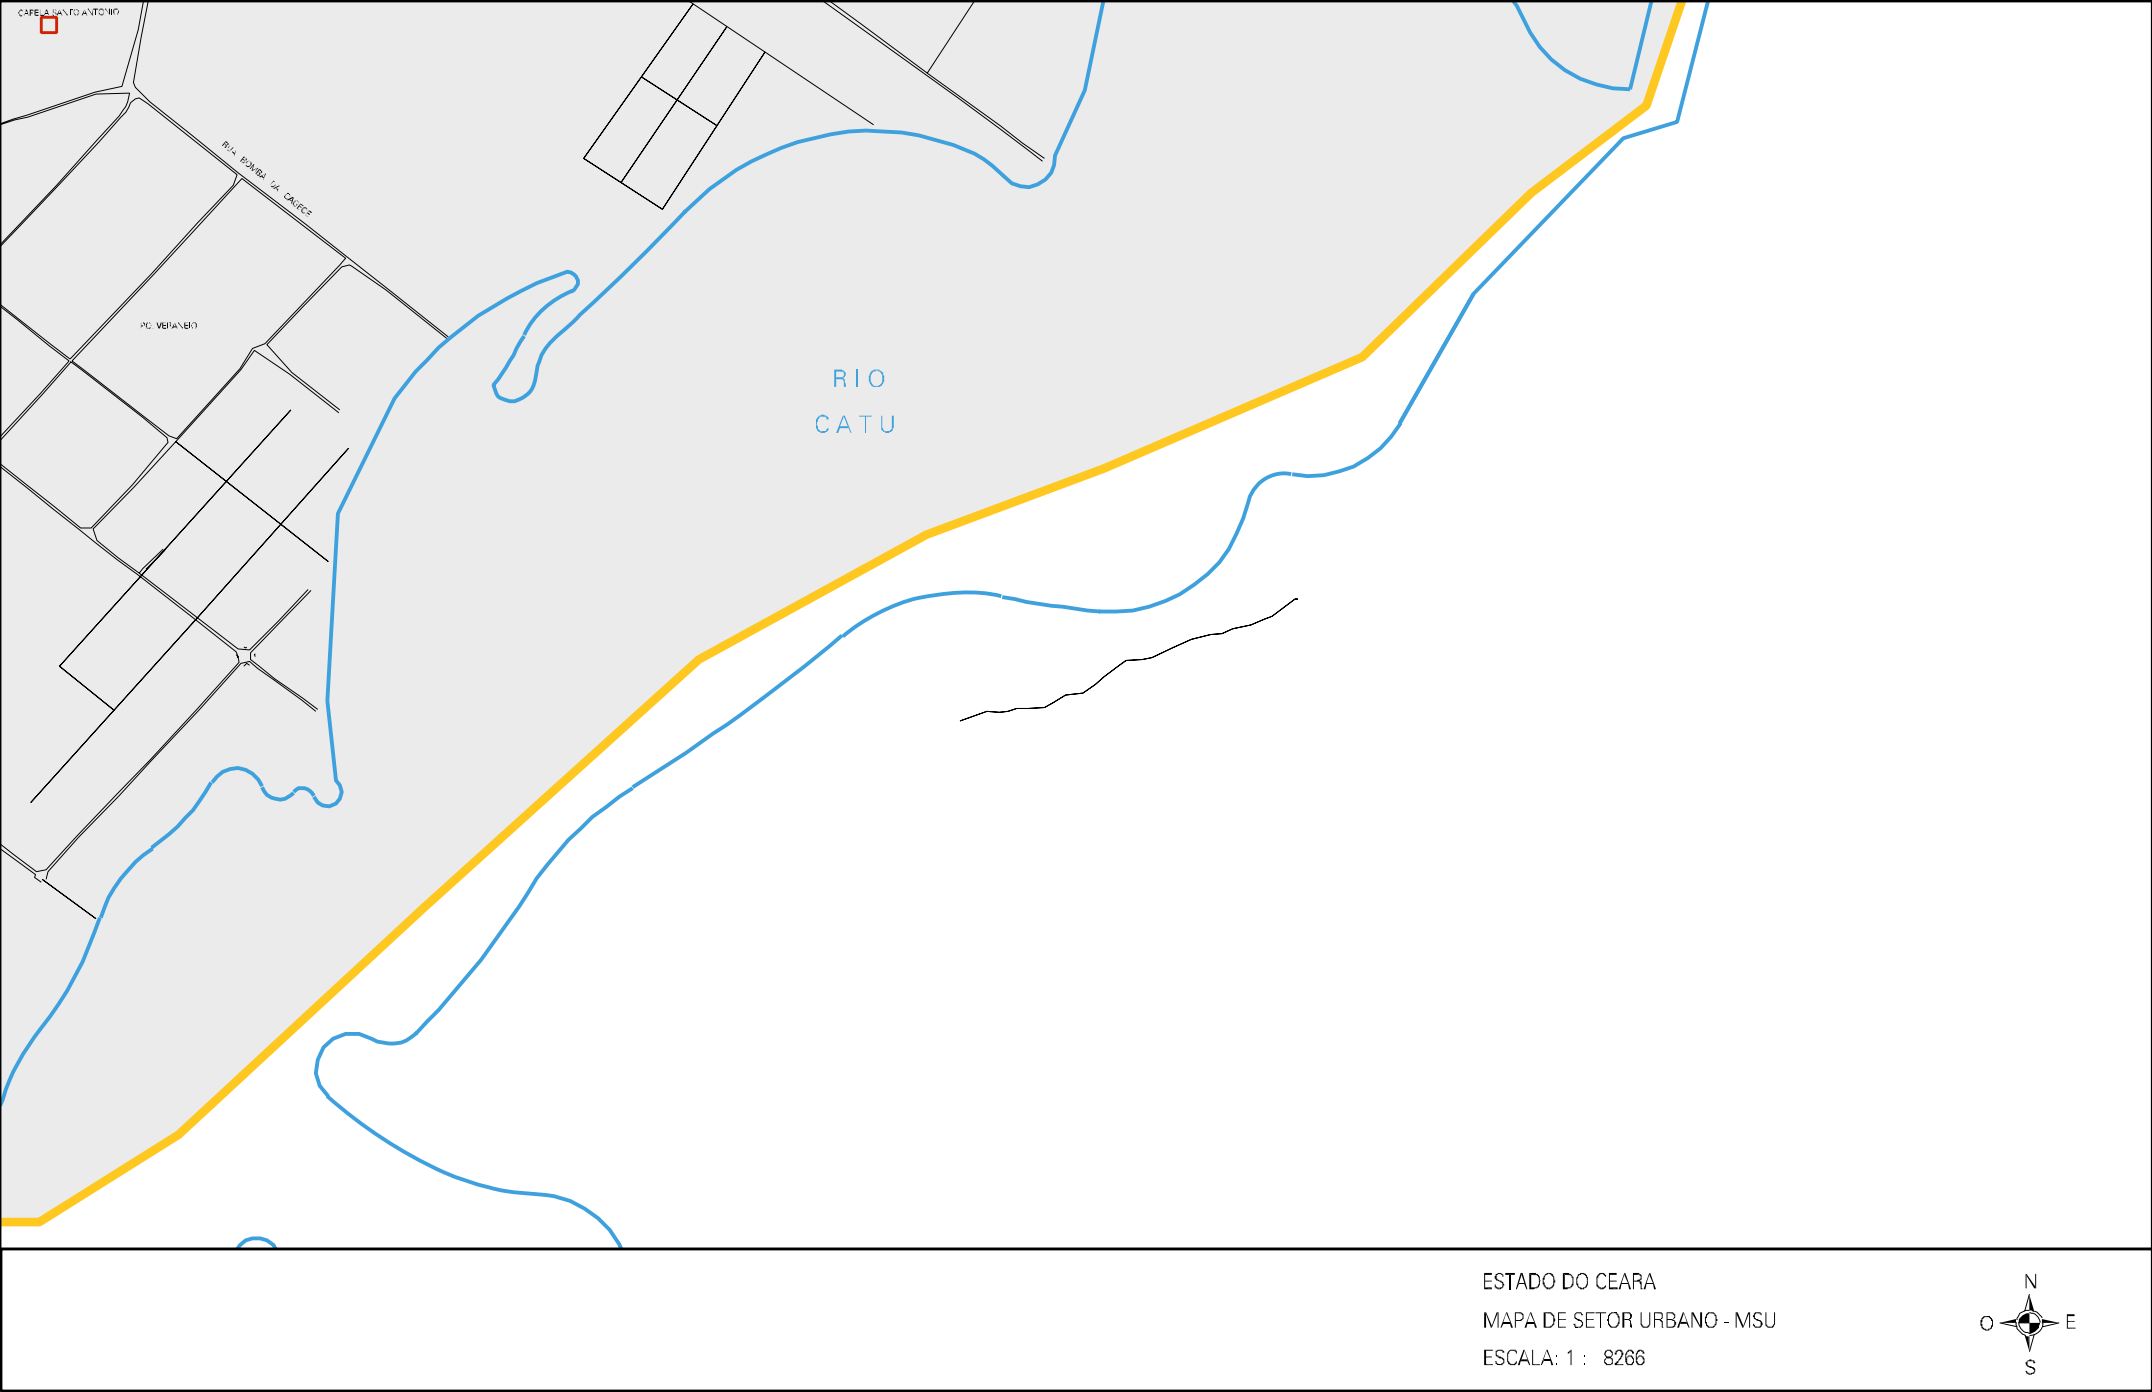 CAPELA SANTO ANTONIO
RUA BOMBA DA CAGECE
PQ. VERANEIO
RIO
CATU
ESTADO DO CEARA
MAPA DE SETOR URBANO - MSU
ESCALA: 1 : 8266
N
O E
S